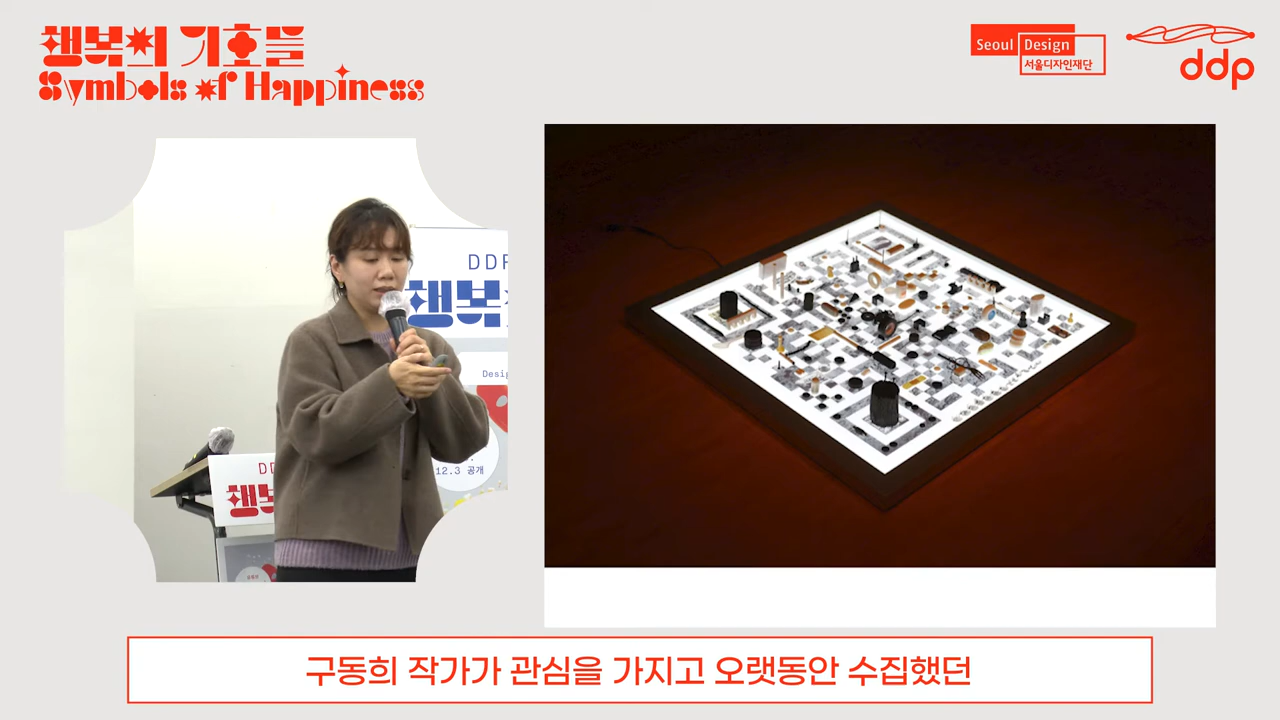 행복의 기호들
Symbols of Happiness
Seoul Design
서울디자인재단
ddp
DDP
행복
Desig
12.3 공개
DD
행복
구동희 작가가 관심을 가지고 오랫동안 수집했던